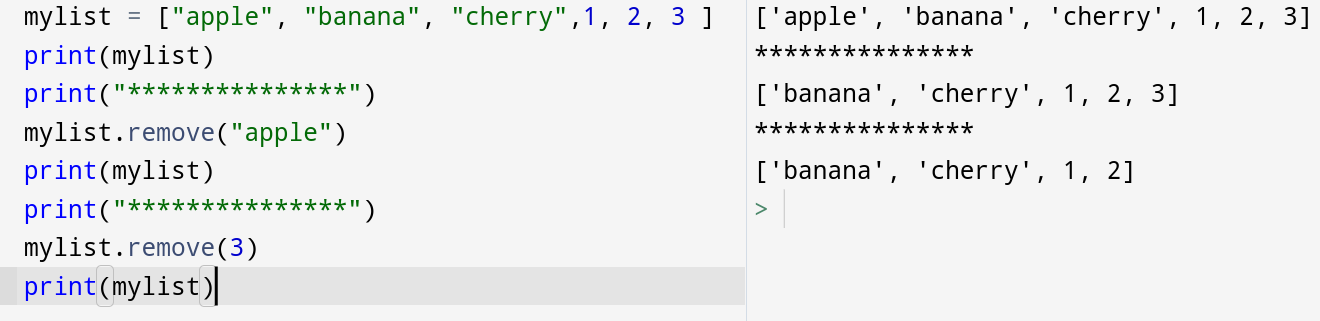 mylist = ["apple", "banana", "cherry",1, 2, 3 ]
print(mylist)
print("***************")
mylist.remove("apple")
print(mylist)
print("***************")
mylist.remove(3)
print(mylist)
['apple', 'banana', 'cherry', 1, 2, 3]
***************
['banana', 'cherry', 1, 2, 3]
***************
['banana', 'cherry', 1, 2]
>